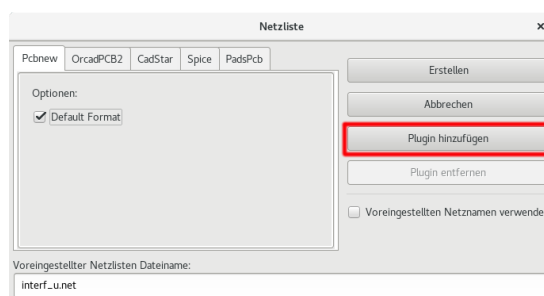 Netzliste
Pcbnew OrcadPCB2 CadStar Spice PadsPcb
Optionen:
Default Format
Erstellen
Abbrechen
Plugin hinzufügen
Plugin entfernen
Voreingestellten Netznamen verwende
Voreingestellter Netzlisten Dateiname:
interf_u.net